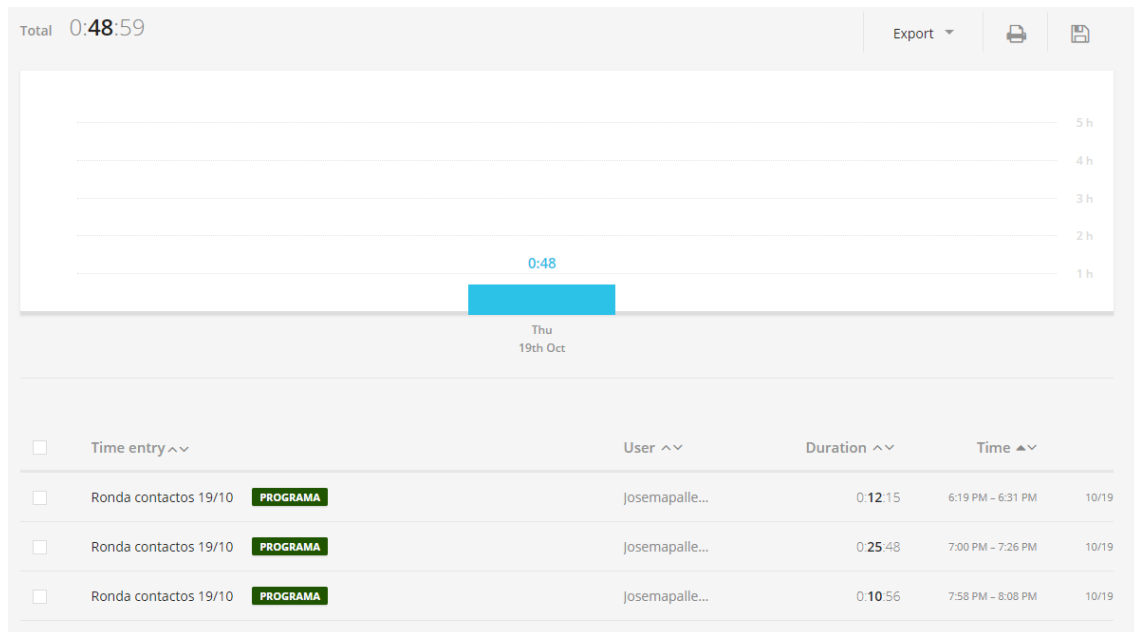 Total 0:48:59 Export
5 h
4 h
3 h
2 h
0:48
1 h
Thu
19th Oct
Time entry User Duration Time
Ronda contactos 19/10 PROGRAMA Josemapalle... 0:12:15 6:19 PM – 6:31 PM 10/19
Ronda contactos 19/10 PROGRAMA Josemapalle... 0:25:48 7:00 PM – 7:26 PM 10/19
Ronda contactos 19/10 PROGRAMA Josemapalle... 0:10:56 7:58 PM – 8:08 PM 10/19